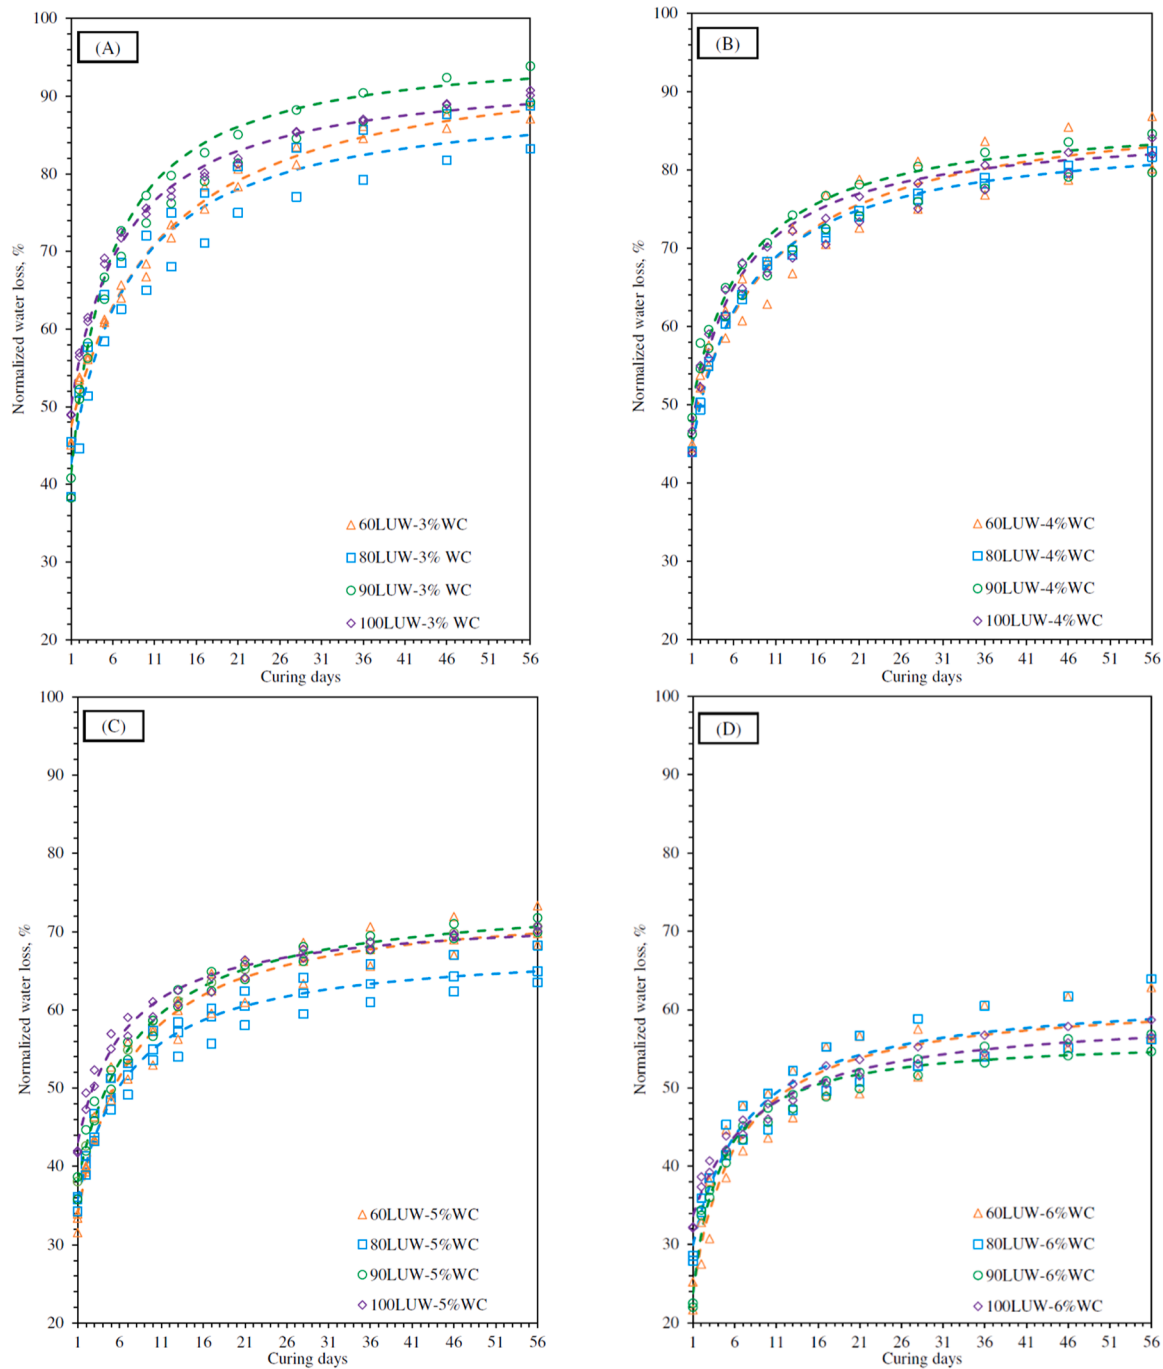 (A)
100
90
80
70
60
50
40
30
20
Normalized water loss, %
60LUW-3%WC
80LUW-3% WC
90LUW-3% WC
100LUW-3% WC
1 6 11 16 21 26 31 36 41 46 51 56
Curing days
(B)
100
90
80
70
60
50
40
30
20
Normalized water loss, %
60LUW-4%WC
80LUW-4%WC
90LUW-4%WC
100LUW-4%WC
1 6 11 16 21 26 31 36 41 46 51 56
Curing days
(C)
100
90
80
70
60
50
40
30
20
Normalized water loss, %
60LUW-5%WC
80LUW-5%WC
90LUW-5%WC
100LUW-5%WC
1 6 11 16 21 26 31 36 41 46 51 56
Curing days
(D)
100
90
80
70
60
50
40
30
20
Normalized water loss, %
60LUW-6%WC
80LUW-6%WC
90LUW-6%WC
100LUW-6%WC
1 6 11 16 21 26 31 36 41 46 51 56
Curing days